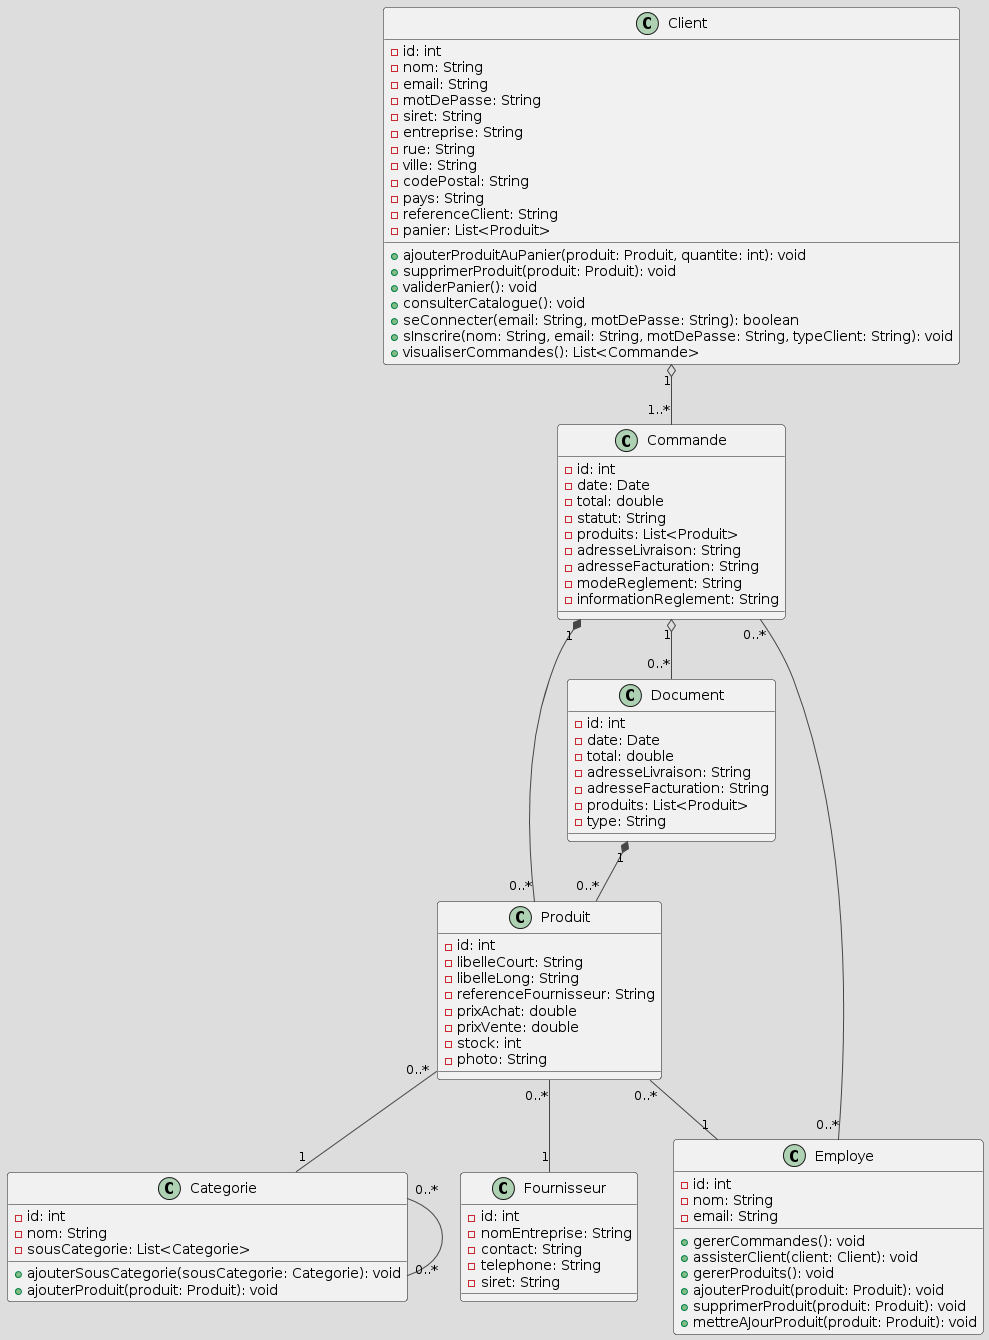 C Client
id: int
nom: String
email: String
motDePasse: String
siret: String
entreprise: String
rue: String
ville: String
codePostal: String
pays: String
referenceClient: String
panier: List<Produit>
ajouterProduitAuPanier(produit: Produit, quantite: int): void
supprimerProduit(produit: Produit): void
validerPanier(): void
consulterCatalogue(): void
seConnecter(email: String, motDePasse: String): boolean
sInscrire(nom: String, email: String, motDePasse: String, typeClient: String): void
visualiserCommandes(): List<Commande>
1
1..*
C Commande
id: int
date: Date
total: double
statut: String
produits: List<Produit>
adresseLivraison: String
adresseFacturation: String
modeReglement: String
informationReglement: String
1
1
0..*
0..*
C Document
id: int
date: Date
total: double
adresseLivraison: String
adresseFacturation: String
produits: List<Produit>
type: String
1
0..*
0..*
C Produit
id: int
libelleCourt: String
libelleLong: String
referenceFournisseur: String
prixAchat: double
prixVente: double
stock: int
photo: String
0..*
0..*
0..*
1
1
1
0..*
C Categorie
id: int
nom: String
sousCategorie: List<Categorie>
ajouterSousCategorie(sousCategorie: Categorie): void
ajouterProduit(produit: Produit): void
0..*
0..*
C Fournisseur
id: int
nomEntreprise: String
contact: String
telephone: String
siret: String
C Employe
id: int
nom: String
email: String
gererCommandes(): void
assisterClient(client: Client): void
gererProduits(): void
ajouterProduit(produit: Produit): void
supprimerProduit(produit: Produit): void
mettreAJourProduit(produit: Produit): void